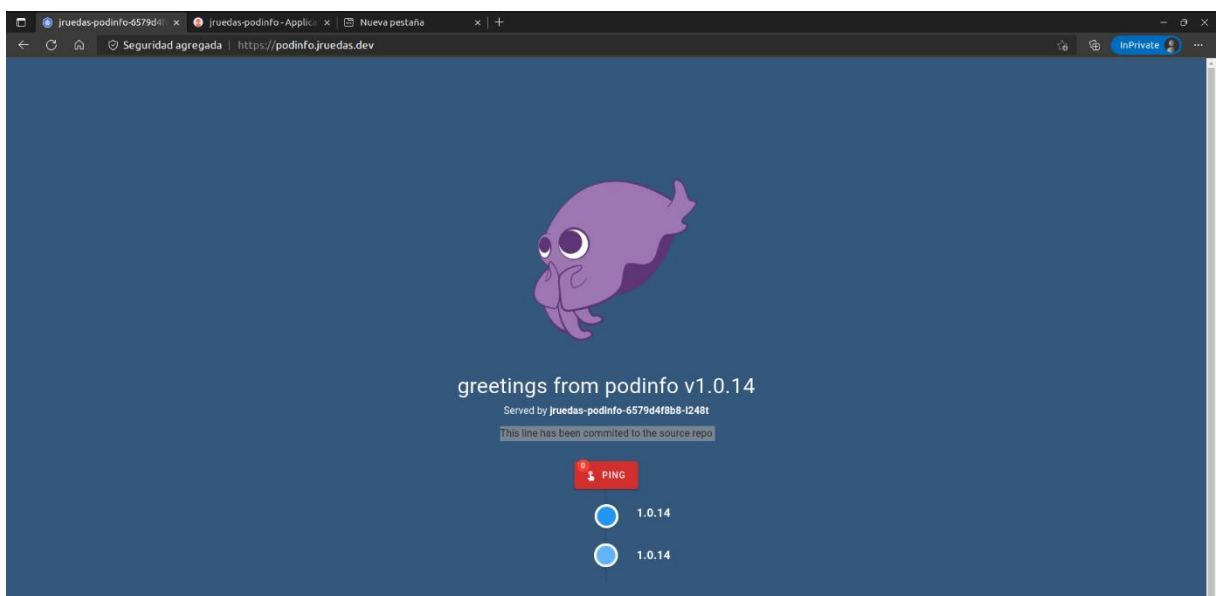 jruedas-podinfo-6579d4f
jruedas-podinfo - Applica
Nueva pestaña
Seguridad agregada
https://podinfo.jruedas.dev
InPrivate
greetings from podinfo v1.0.14
Served by jruedas-podinfo-6579d4f8b8-l248t
This line has been commited to the source repo
0
PING
1.0.14
1.0.14